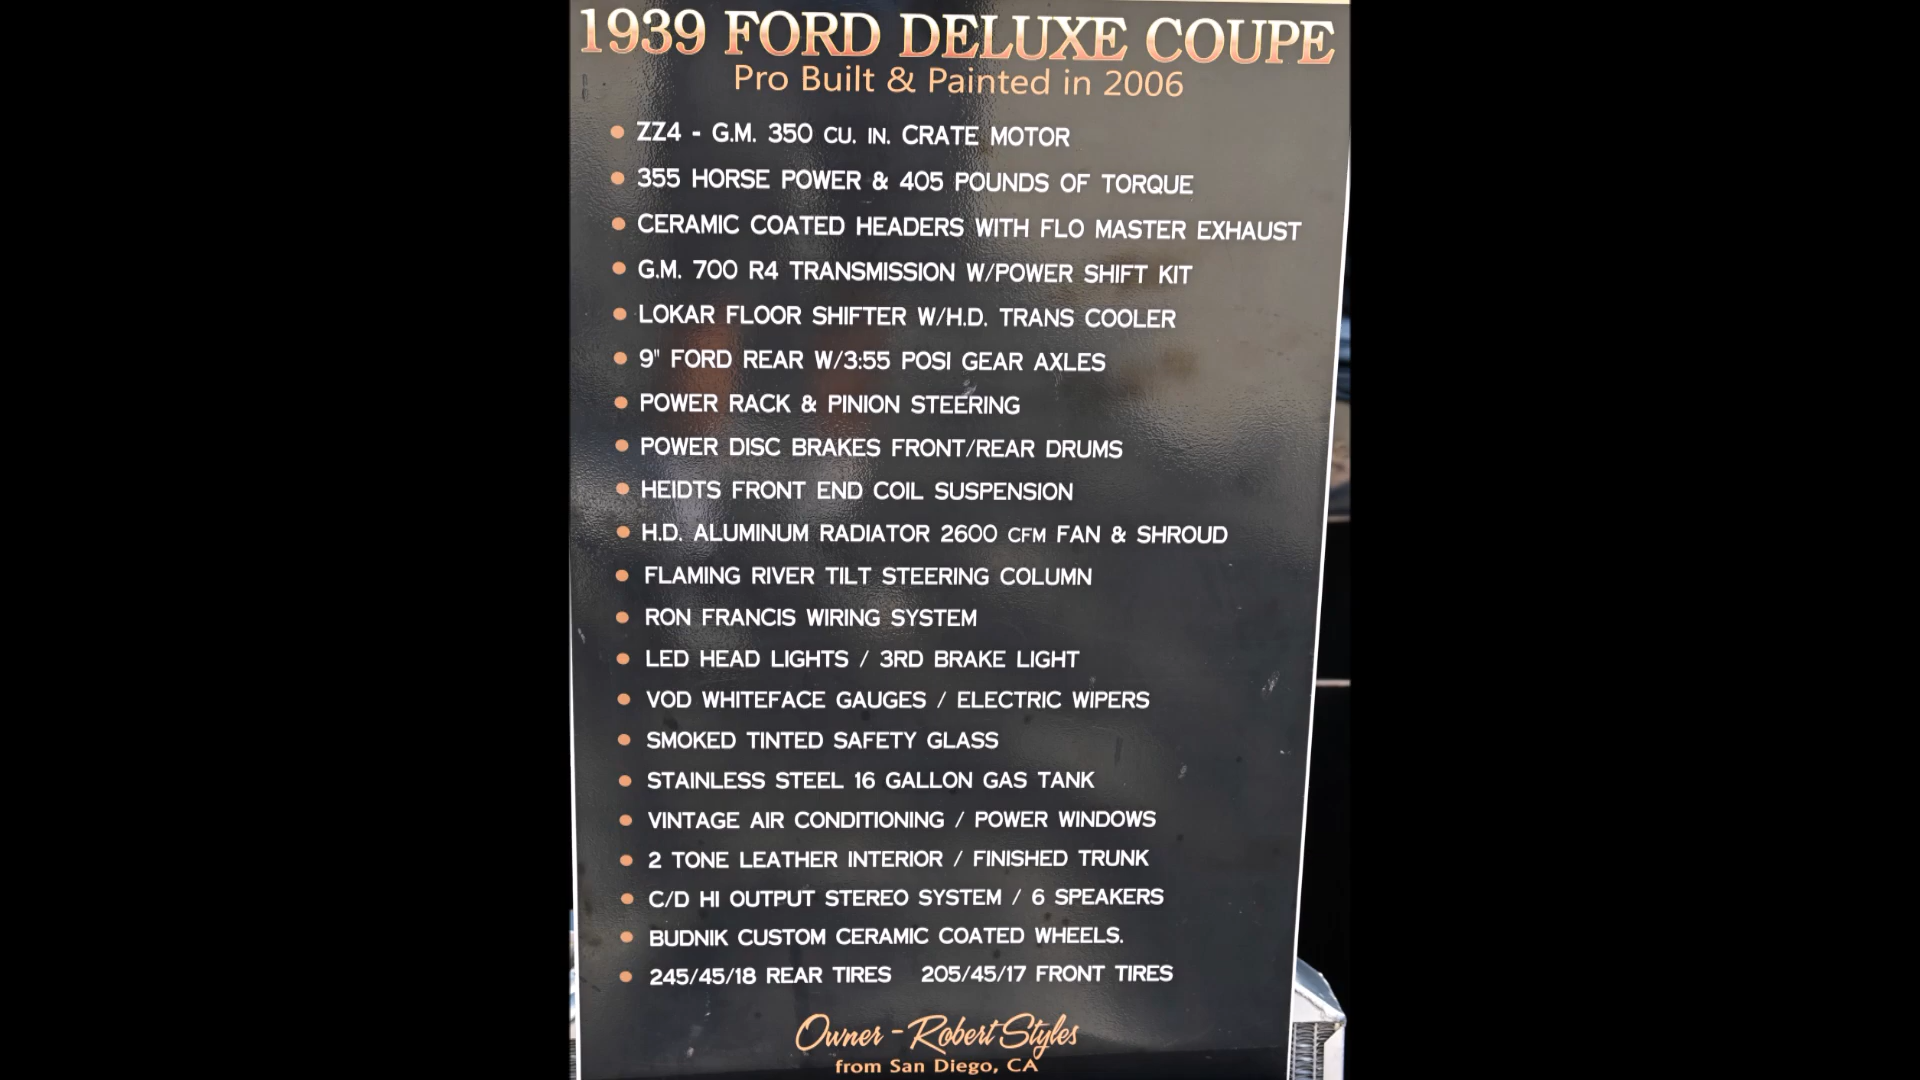 1939 FORD DELUXE COUPE
Pro Built & Painted in 2006
• ZZ4 - G.M. 350 CU. IN. CRATE MOTOR
• 355 HORSE POWER & 405 POUNDS OF TORQUE
• CERAMIC COATED HEADERS WITH FLO MASTER EXHAUST
• G.M. 700 R4 TRANSMISSION W/POWER SHIFT KIT
• LOKAR FLOOR SHIFTER W/H.D. TRANS COOLER
• 9" FORD REAR W/3:55 POSI GEAR AXLES
• POWER RACK & PINION STEERING
• POWER DISC BRAKES FRONT/REAR DRUMS
• HEIDTS FRONT END COIL SUSPENSION
• H.D. ALUMINUM RADIATOR 2600 CFM FAN & SHROUD
• FLAMING RIVER TILT STEERING COLUMN
• RON FRANCIS WIRING SYSTEM
• LED HEAD LIGHTS / 3RD BRAKE LIGHT
• VOD WHITEFACE GAUGES / ELECTRIC WIPERS
• SMOKED TINTED SAFETY GLASS
• STAINLESS STEEL 16 GALLON GAS TANK
• VINTAGE AIR CONDITIONING / POWER WINDOWS
• 2 TONE LEATHER INTERIOR / FINISHED TRUNK
• C/D HI OUTPUT STEREO SYSTEM / 6 SPEAKERS
• BUDNIK CUSTOM CERAMIC COATED WHEELS.
• 245/45/18 REAR TIRES 205/45/17 FRONT TIRES
Owner - Robert Styles
from San Diego, CA